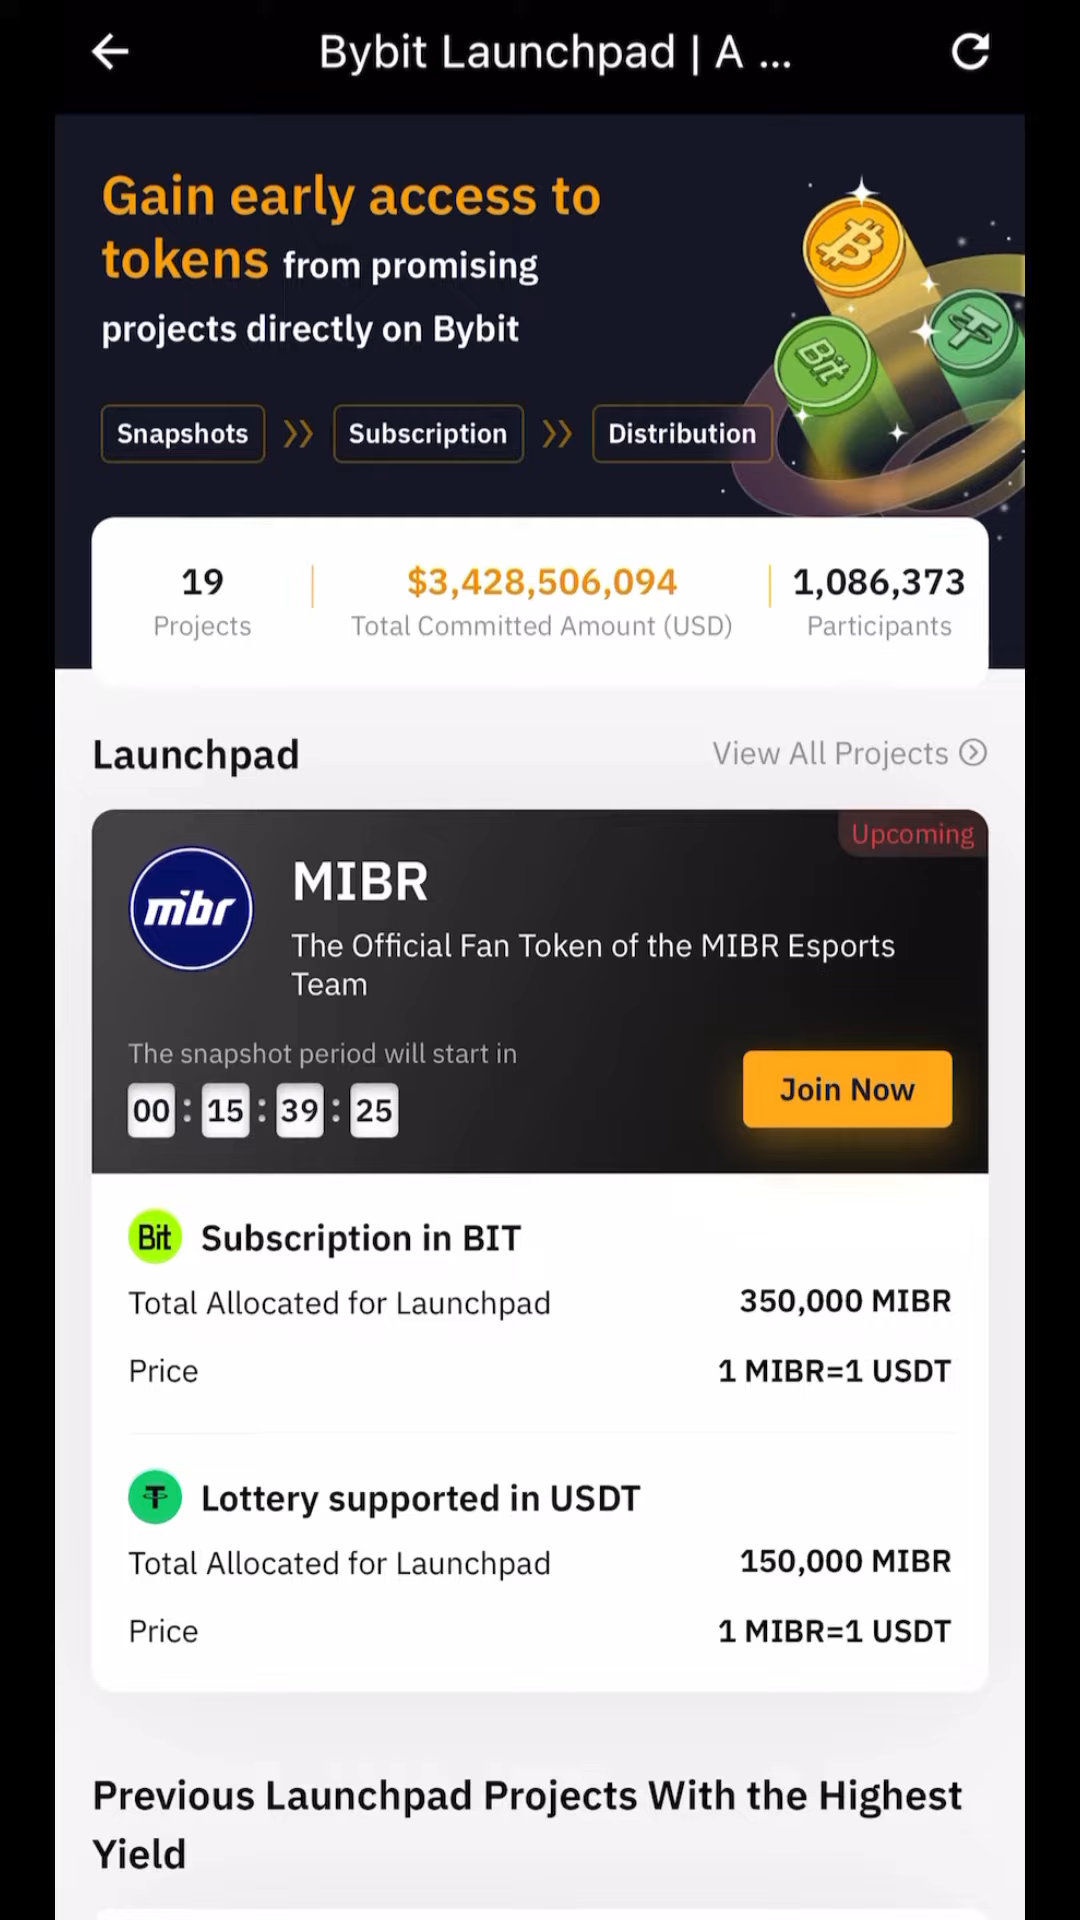 Bybit Launchpad | A ...
Gain early access to
tokens from promising
projects directly on Bybit
Snapshots
Subscription
Distribution
Bit
19
Projects
$3,428,506,094
Total Committed Amount (USD)
1,086,373
Participants
Launchpad
View All Projects
Upcoming
mibr
MIBR
The Official Fan Token of the MIBR Esports
Team
The snapshot period will start in
00 : 15 : 39 : 25
Join Now
Bit
Subscription in BIT
Total Allocated for Launchpad
350,000 MIBR
Price
1 MIBR=1 USDT
Lottery supported in USDT
Total Allocated for Launchpad
150,000 MIBR
Price
1 MIBR=1 USDT
Previous Launchpad Projects With the Highest
Yield